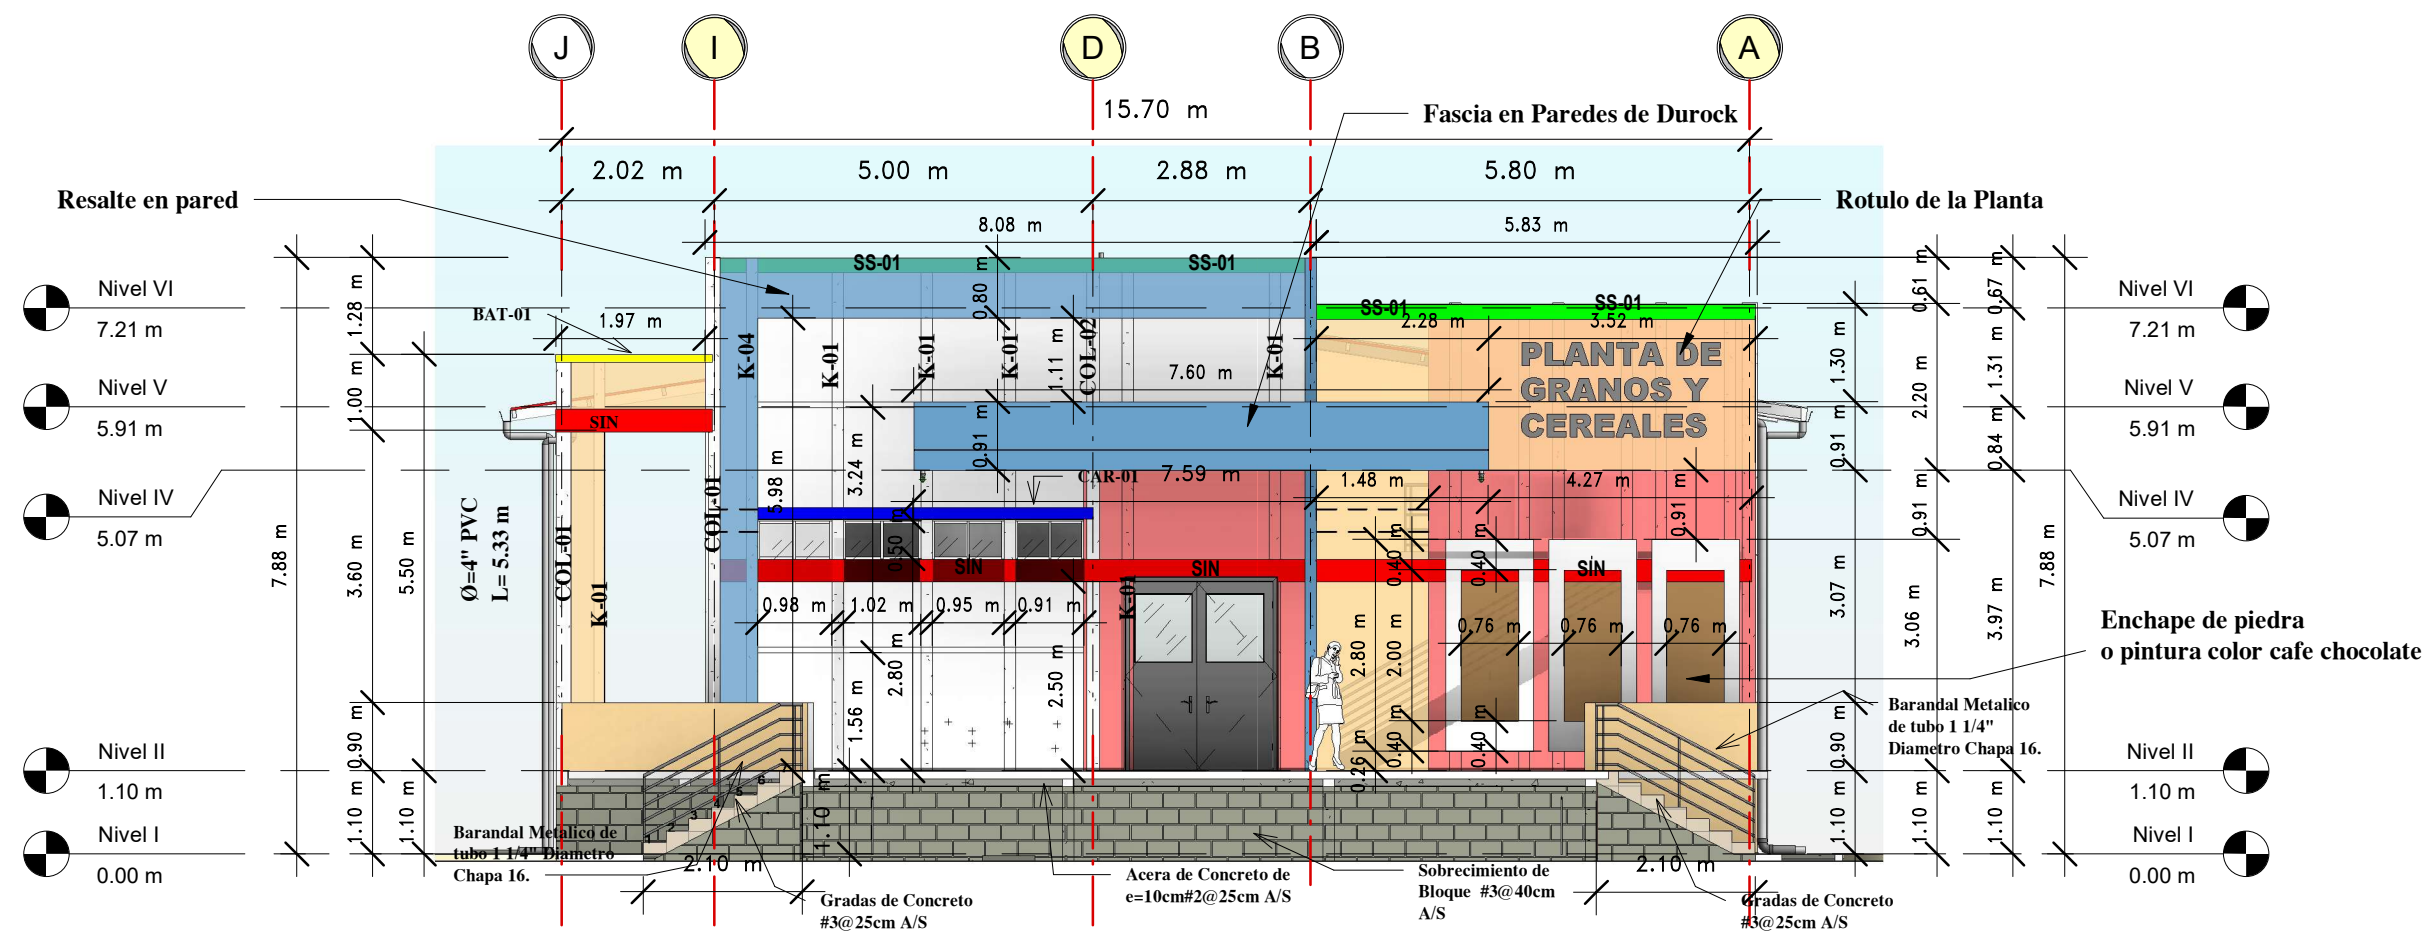 J
I
D
B
A
15.70 m
Fascia en Paredes de Durock
2.02 m
5.00 m
2.88 m
5.80 m
Resalte en pared
Rotulo de la Planta
8.08 m
5.83 m
SS-01
SS-01
SS-01
SS-01
Nivel VI
7.21 m
Nivel V
5.91 m
Nivel IV
5.07 m
Nivel II
1.10 m
Nivel I
0.00 m
Nivel VI
7.21 m
Nivel V
5.91 m
Nivel IV
5.07 m
Nivel II
1.10 m
Nivel I
0.00 m
BAT-01
1.97 m
2.28 m
3.52 m
PLANTA DE
GRANOS Y
CEREALES
7.60 m
7.59 m
CAR-01
1.48 m
4.27 m
SIN
SIN
SIN
SIN
K-04
K-01
K-01
K-01
COL-02
K-01
COL-01
COL-01
K-01
K-01
Ø=4" PVC
L= 5.33 m
7.88 m
1.28 m
1.00 m
3.60 m
0.90 m
1.10 m
5.50 m
1.10 m
0.80 m
1.11 m
0.91 m
5.98 m
3.24 m
0.50 m
0.98 m
1.02 m
0.95 m
0.91 m
2.80 m
1.56 m
2.50 m
1.10 m
0.40 m
0.40 m
2.80 m
2.00 m
0.26 m
0.40 m
0.40 m
0.91 m
0.76 m
0.76 m
0.76 m
1.30 m
0.91 m
3.07 m
0.90 m
1.10 m
0.61 m
2.20 m
0.91 m
3.06 m
1.10 m
0.67 m
1.31 m
0.84 m
3.97 m
1.10 m
7.88 m
Enchape de piedra
o pintura color cafe chocolate
Barandal Metalico
de tubo 1 1/4"
Diametro Chapa 16.
1
2
3
4
5
6
7
Barandal Metalico de
tubo 1 1/4" Diametro
Chapa 16.
2.10 m
2.10 m
Gradas de Concreto
#3@25cm A/S
Acera de Concreto de
e=10cm#2@25cm A/S
Sobrecimiento de
Bloque #3@40cm
A/S
Gradas de Concreto
#3@25cm A/S